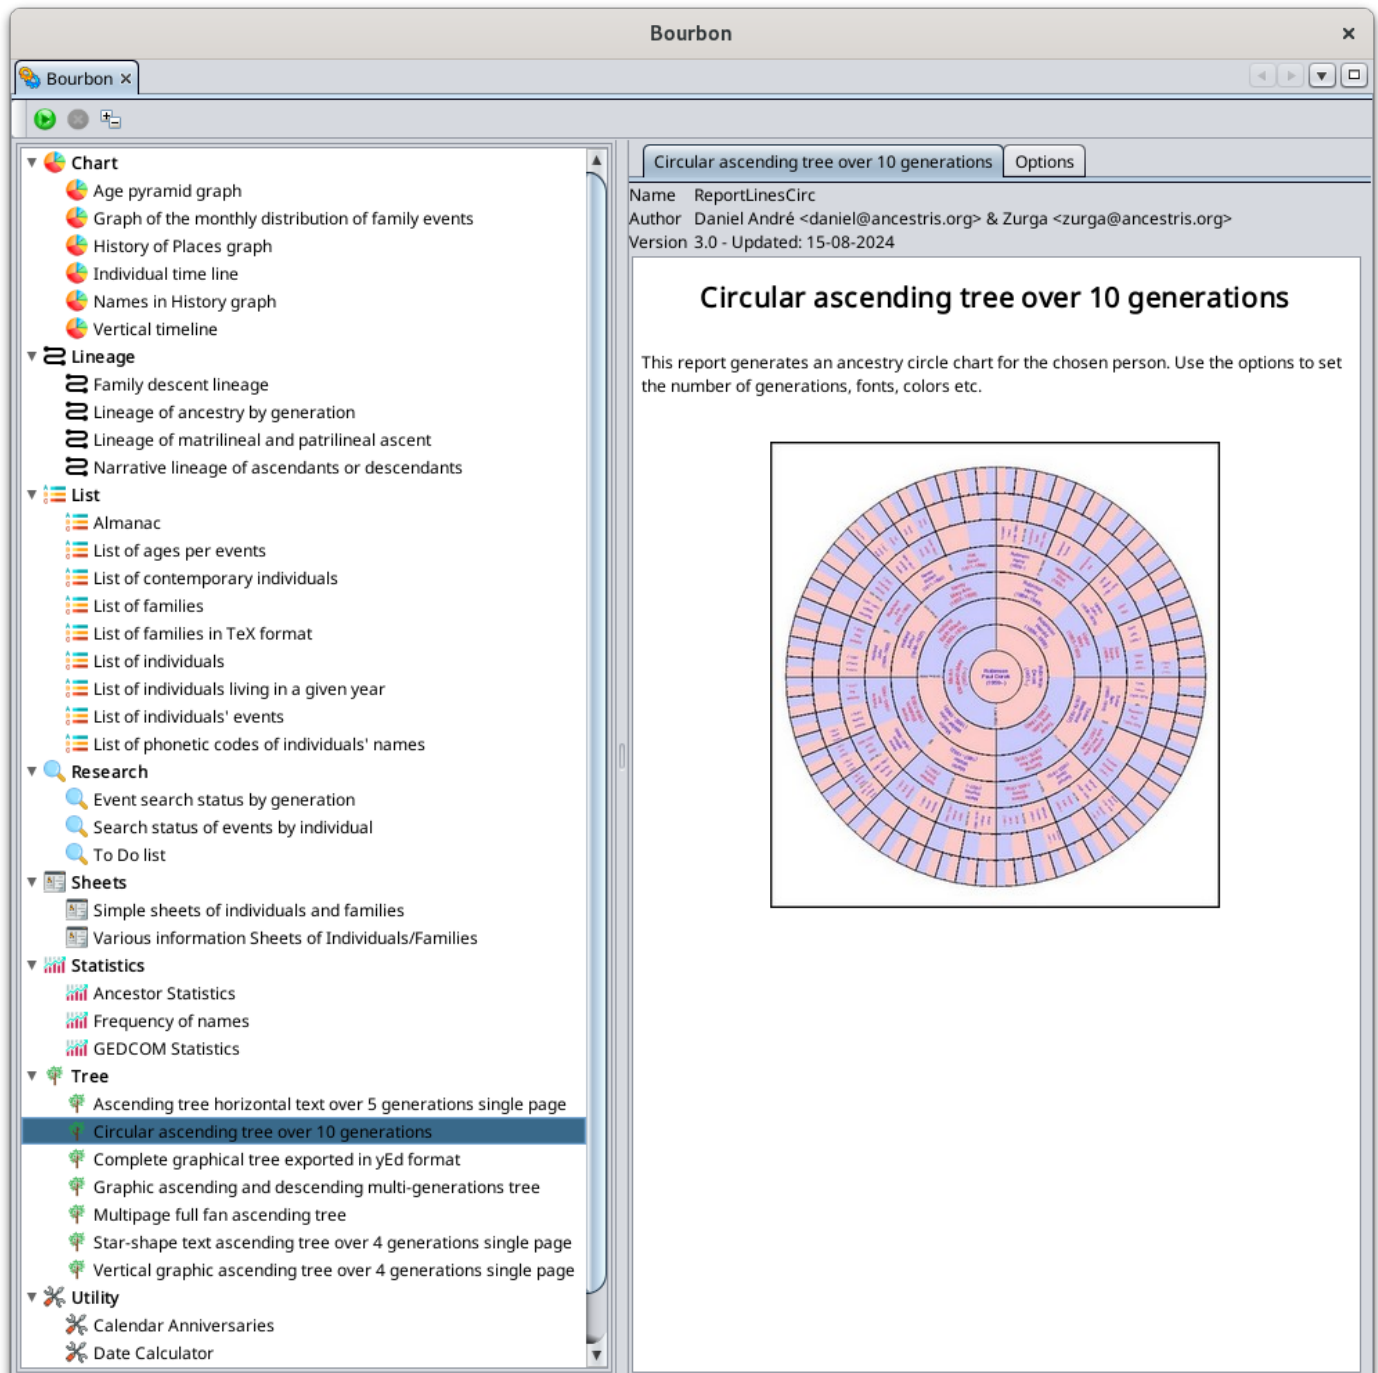 Bourbon
Bourbon
Chart
Age pyramid graph
Graph of the monthly distribution of family events
History of Places graph
Individual time line
Names in History graph
Vertical timeline
Lineage
Family descent lineage
Lineage of ancestry by generation
Lineage of matrilineal and patrilineal ascent
Narrative lineage of ascendants or descendants
List
Almanac
List of ages per events
List of contemporary individuals
List of families
List of families in TeX format
List of individuals
List of individuals living in a given year
List of individuals' events
List of phonetic codes of individuals' names
Research
Event search status by generation
Search status of events by individual
To Do list
Sheets
Simple sheets of individuals and families
Various information Sheets of Individuals/Families
Statistics
Ancestor Statistics
Frequency of names
GEDCOM Statistics
Tree
Ascending tree horizontal text over 5 generations single page
Circular ascending tree over 10 generations
Complete graphical tree exported in yEd format
Graphic ascending and descending multi-generations tree
Multipage full fan ascending tree
Star-shape text ascending tree over 4 generations single page
Vertical graphic ascending tree over 4 generations single page
Utility
Calendar Anniversaries
Date Calculator
Circular ascending tree over 10 generations
Options
Name ReportLinesCirc
Author Daniel André <daniel@ancestris.org> & Zurga <zurga@ancestris.org>
Version 3.0 - Updated: 15-08-2024
Circular ascending tree over 10 generations
This report generates an ancestry circle chart for the chosen person. Use the options to set
the number of generations, fonts, colors etc.